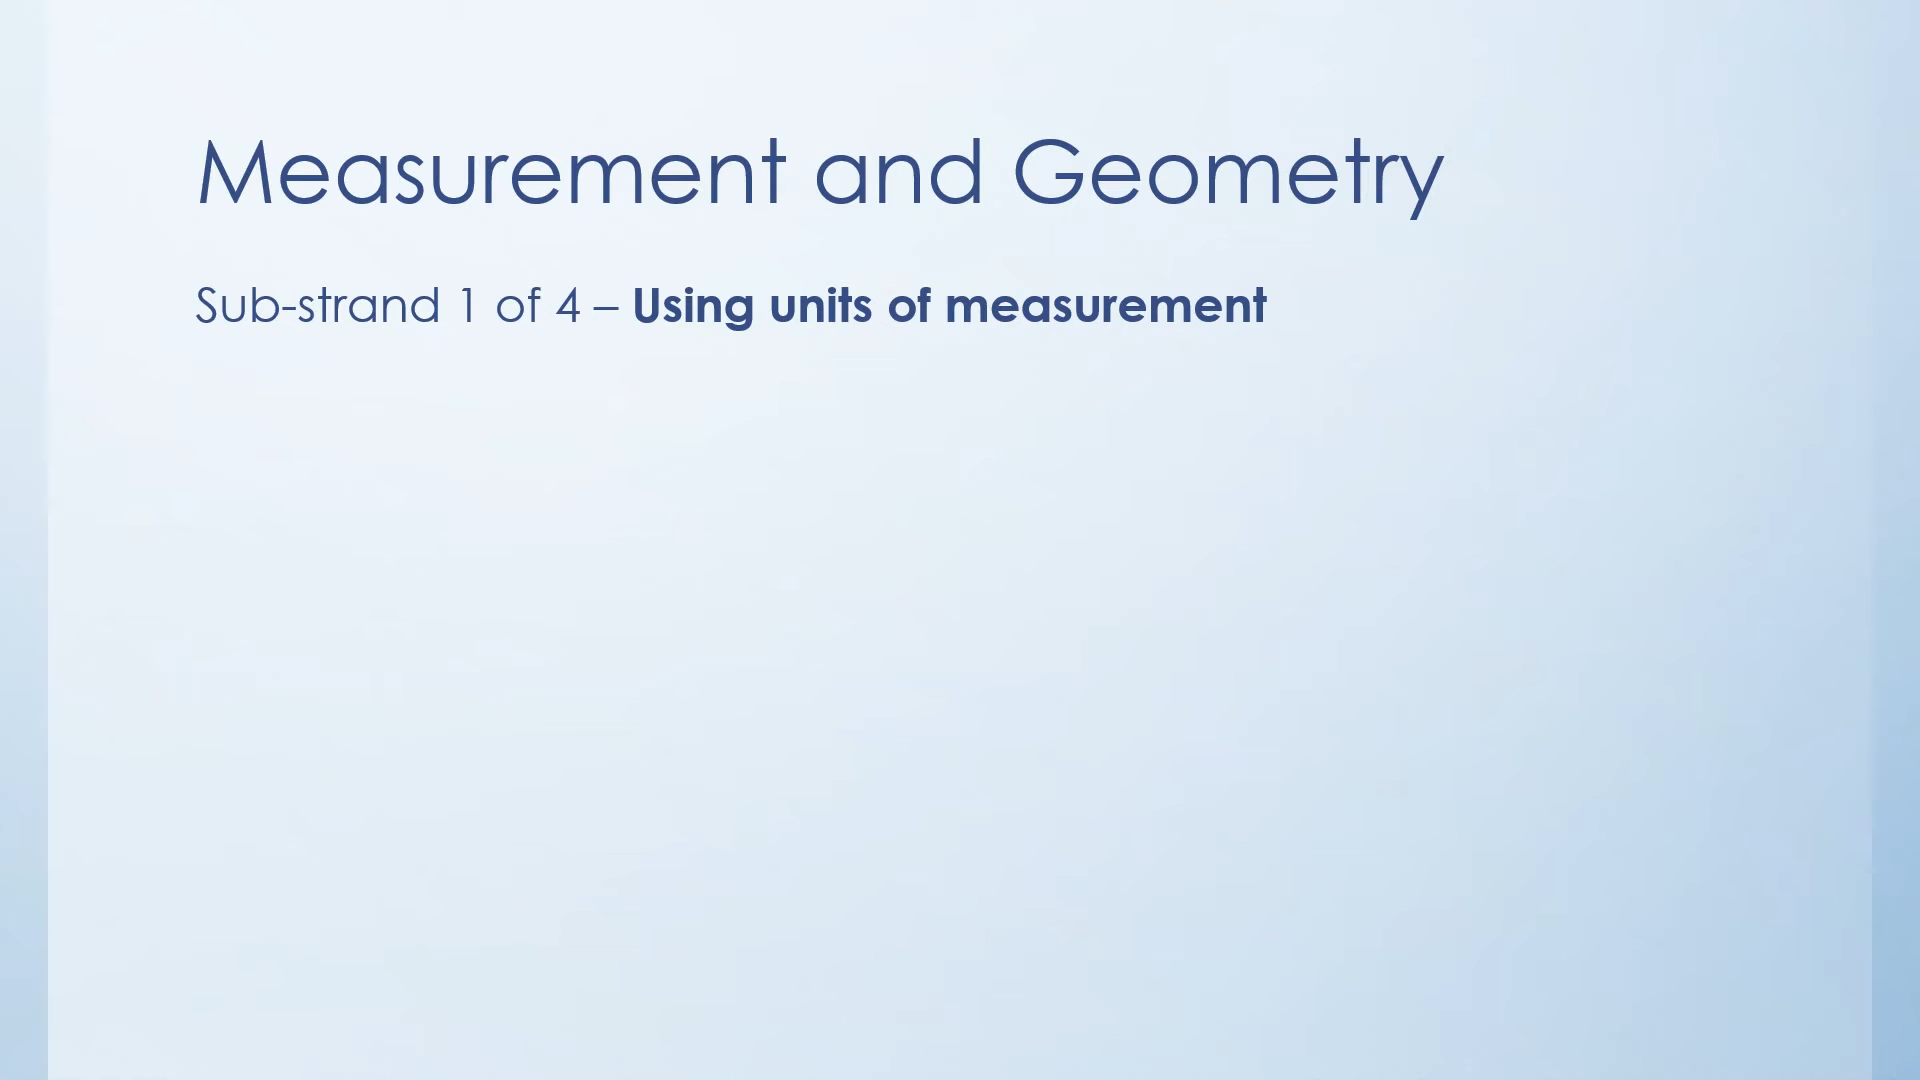 Measurement and Geometry
Sub-strand 1 of 4 – Using units of measurement